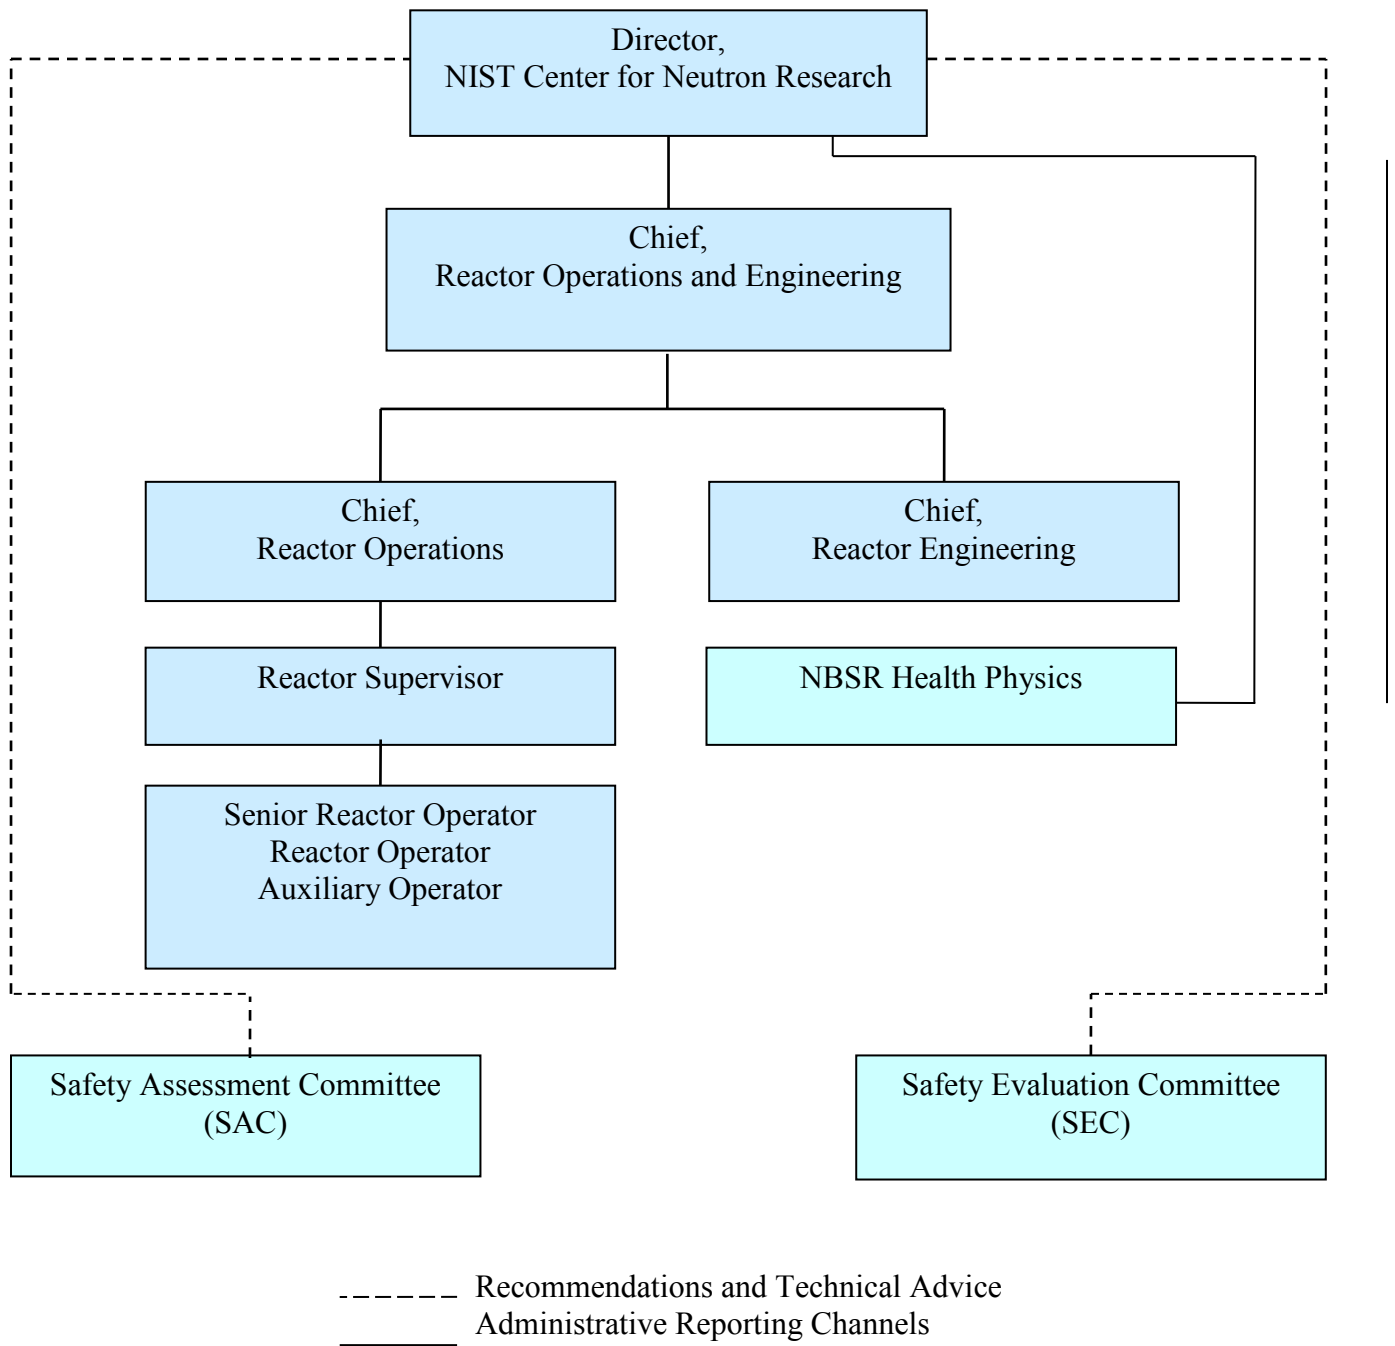 Director,
NIST Center for Neutron Research
Chief,
Reactor Operations and Engineering
Chief,
Reactor Operations
Chief,
Reactor Engineering
Reactor Supervisor
NBSR Health Physics
Senior Reactor Operator
Reactor Operator
Auxiliary Operator
Safety Assessment Committee
(SAC)
Safety Evaluation Committee
(SEC)
Recommendations and Technical Advice
Administrative Reporting Channels